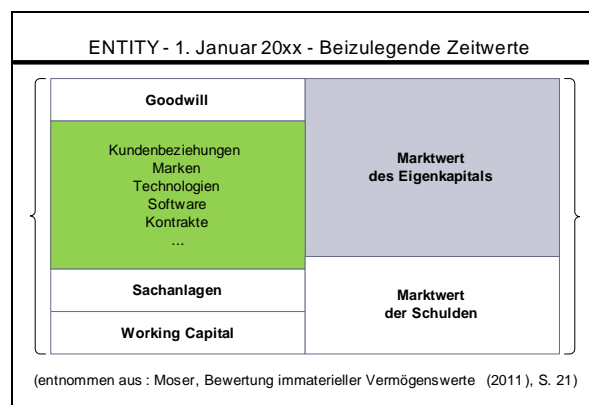 ENTITY - 1. Januar 20xx - Beizulegende Zeitwerte
Goodwill
Kundenbeziehungen
Marken
Technologien
Software
Kontrakte
...
Sachanlagen
Working Capital
Marktwert
des Eigenkapitals
Marktwert
der Schulden
(entnommen aus : Moser, Bewertung immaterieller Vermögenswerte (2011), S. 21)